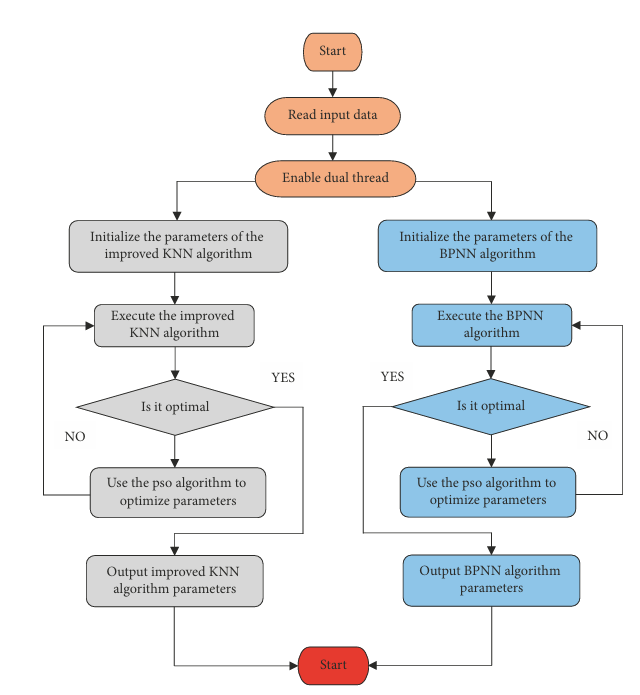 Start
Read input data
Enable dual thread
Initialize the parameters of the
improved KNN algorithm
Initialize the parameters of the
BPNN algorithm
Execute the improved
KNN algorithm
Execute the BPNN
algorithm
YES
YES
Is it optimal
Is it optimal
NO
NO
Use the pso algorithm to
optimize parameters
Use the pso algorithm to
optimize parameters
Output improved KNN
algorithm parameters
Output BPNN algorithm
parameters
Start